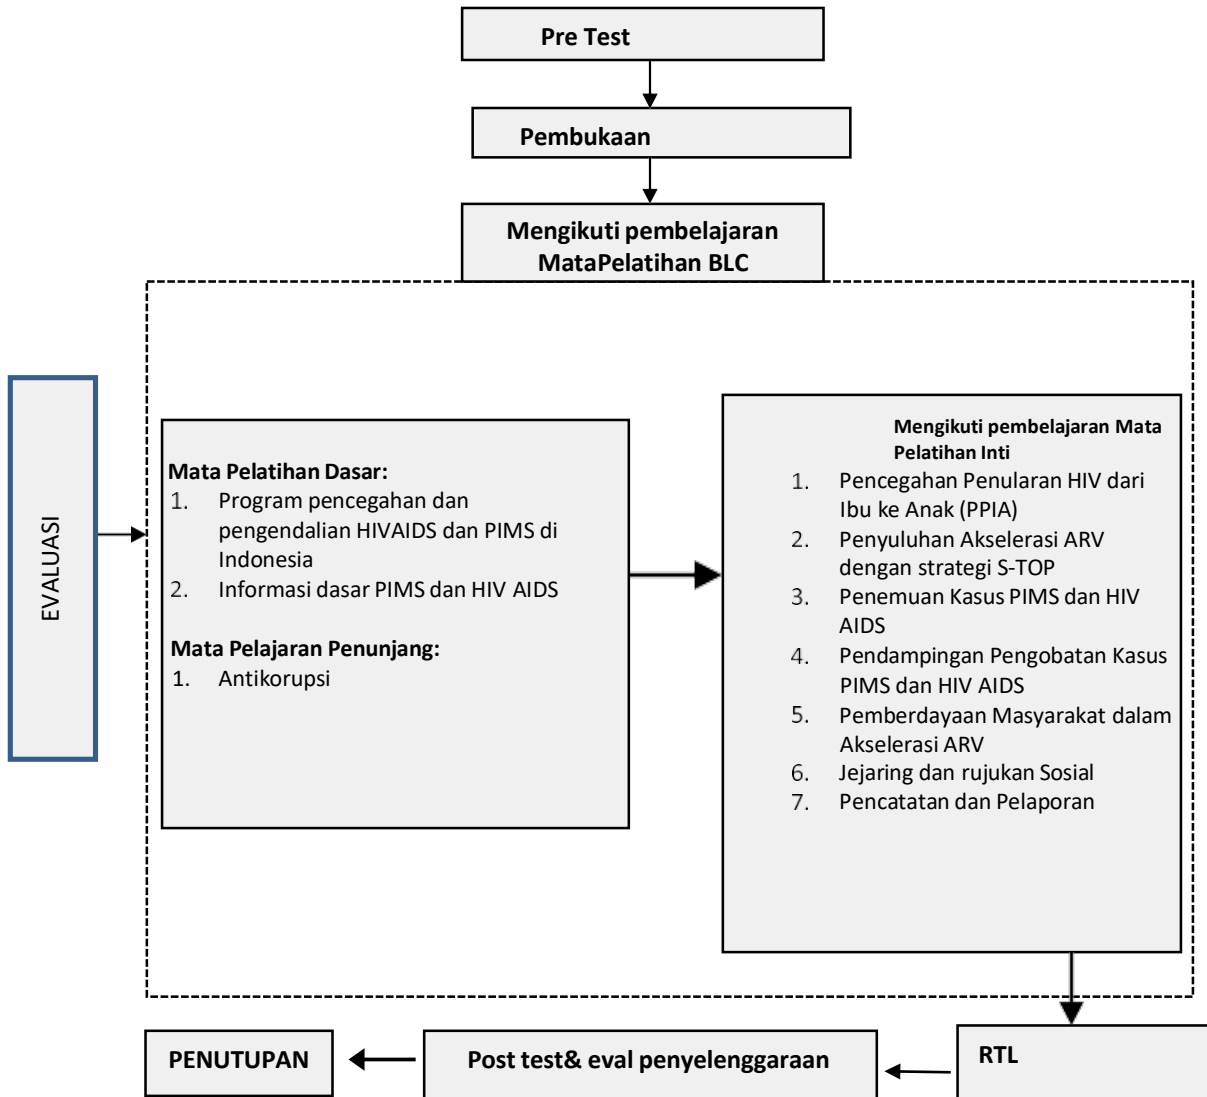 Pre Test
Pembukaan
Mengikuti pembelajaran
MataPelatihan BLC
EVALUASI
Mata Pelatihan Dasar:
1. Program pencegahan dan
pengendalian HIVAIDS dan PIMS di
Indonesia
2. Informasi dasar PIMS dan HIV AIDS
Mata Pelajaran Penunjang:
1. Antikorupsi
Mengikuti pembelajaran Mata
Pelatihan Inti
1. Pencegahan Penularan HIV dari
Ibu ke Anak (PPIA)
2. Penyuluhan Akselerasi ARV
dengan strategi S-TOP
3. Penemuan Kasus PIMS dan HIV
AIDS
4. Pendampingan Pengobatan Kasus
PIMS dan HIV AIDS
5. Pemberdayaan Masyarakat dalam
Akselerasi ARV
6. Jejaring dan rujukan Sosial
7. Pencatatan dan Pelaporan
RTL
Post test& eval penyelenggaraan
PENUTUPAN